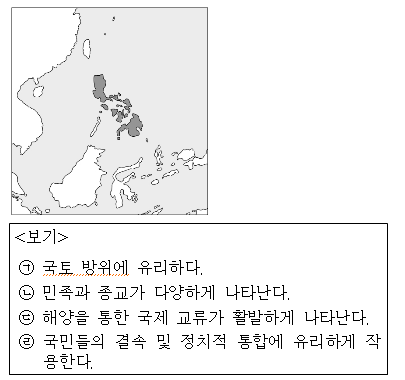 <보기>
㉠ 국토 방위에 유리하다.
㉡ 민족과 종교가 다양하게 나타난다.
㉢ 해양을 통한 국제 교류가 활발하게 나타난다.
㉣ 국민들의 결속 및 정치적 통합에 유리하게 작
용한다.